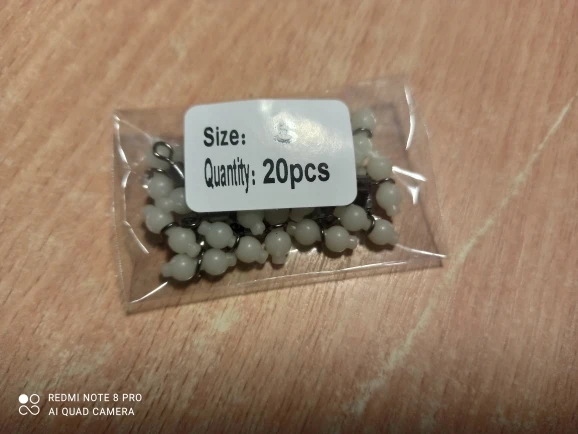 Size:
Quantity: 20pcs
REDMI NOTE 8 PRO
AI QUAD CAMERA